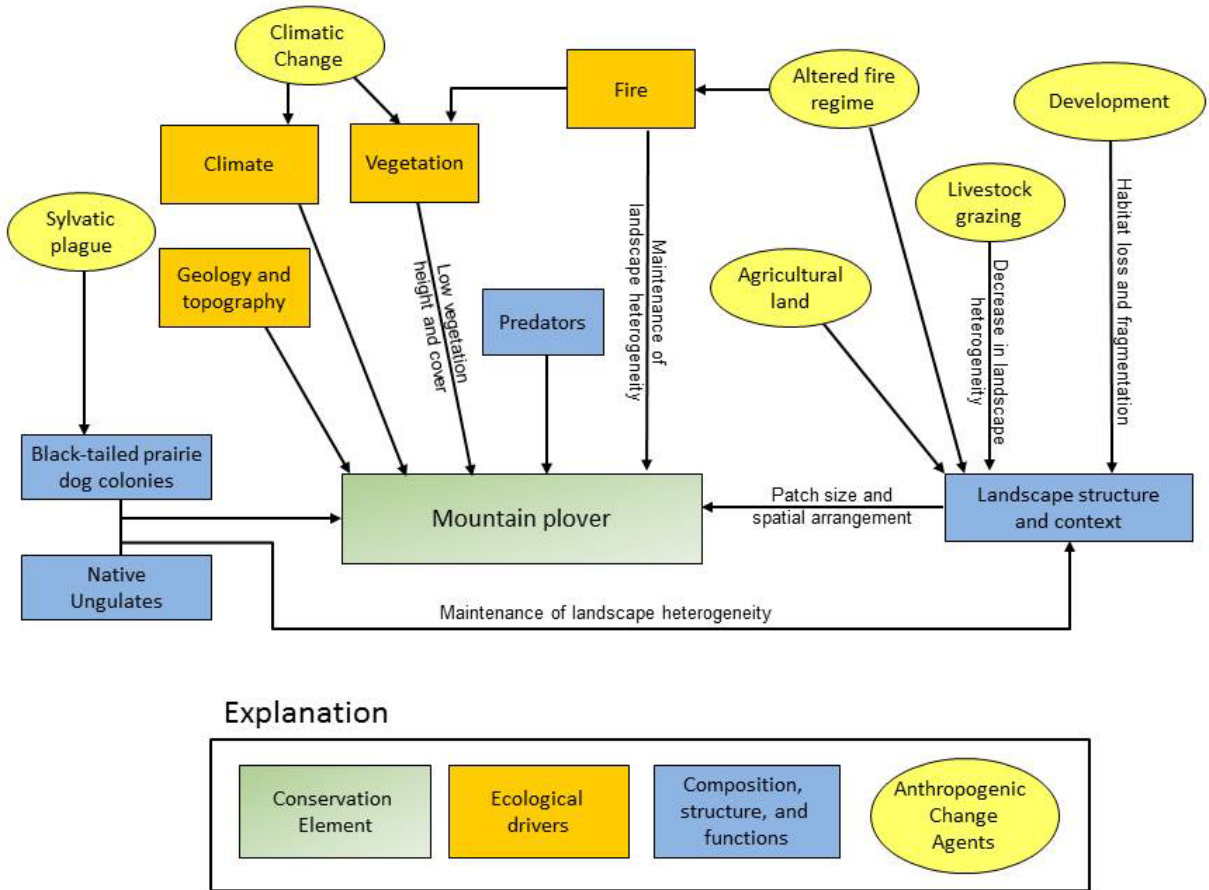 Climatic
Change
Fire
Altered fire
regime
Development
Climate
Vegetation
Sylvatic
plague
Livestock
grazing
Geology and
topography
Agricultural
land
Predators
Low vegetation
height and cover
Maintenance of
landscape heterogeneity
Decrease in landscape
heterogeneity
Habitat loss and fragmentation
Black-tailed prairie
dog colonies
Mountain plover
Patch size and
spatial arrangement
Landscape structure
and context
Native
Ungulates
Maintenance of landscape heterogeneity
Explanation
Conservation
Element
Ecological
drivers
Composition,
structure, and
functions
Anthropogenic
Change
Agents